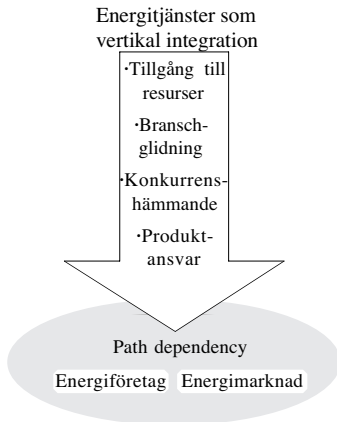 Energitjänster som
vertikal integration
·Tillgång till
resurser
·Bransch-
glidning
·Konkurrens-
hämmande
·Produkt-
ansvar
Path dependency
Energiföretag Energimarknad